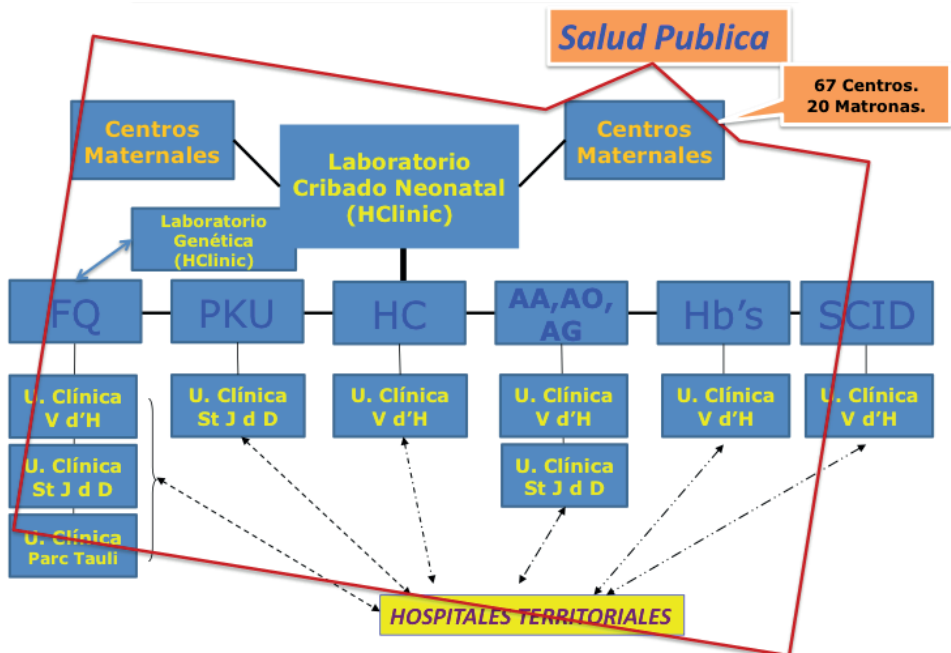 Salud Publica
67 Centros.
20 Matronas.
Centros
Maternales
Laboratorio
Cribado Neonatal
(HClinic)
Centros
Maternales
Laboratorio
Genética
(HClinic)
FQ
PKU
HC
AA,AO,
AG
Hb's
SCID
U. Clínica
V d'H
U. Clínica
St J d D
U. Clínica
V d'H
U. Clínica
V d'H
U. Clínica
V d'H
U. Clínica
V d'H
U. Clínica
St J d D
U. Clínica
St J d D
U. Clínica
Parc Tauli
HOSPITALES TERRITORIALES